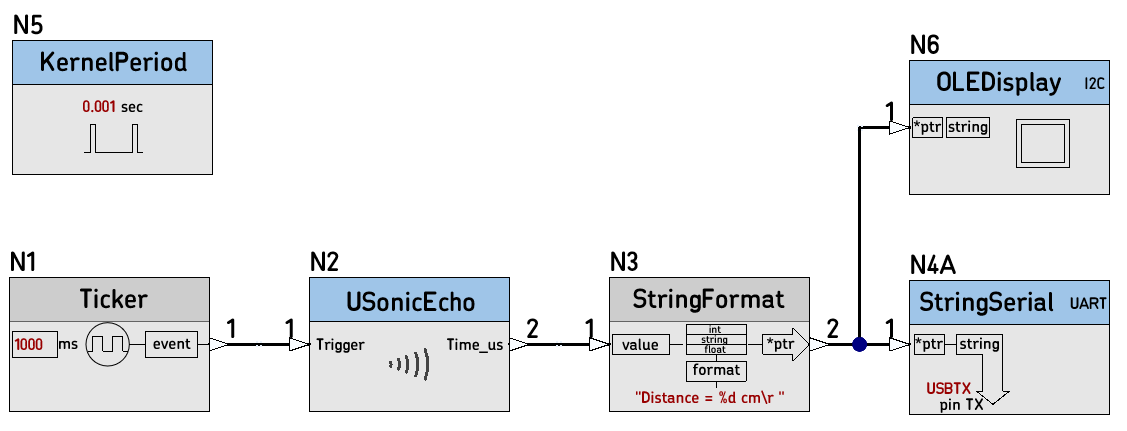 N5
KernelPeriod
0.001 sec
N6
OLEDisplay I2C
1
*ptr string
N1
Ticker
1000 ms event
1
N2
1
USonicEcho
Trigger Time_us
2
N3
1
StringFormat
value
int
string
float
*ptr
format
"Distance = %d cm\r "
2
N4A
1
StringSerial UART
*ptr string
USBTX
pin TX